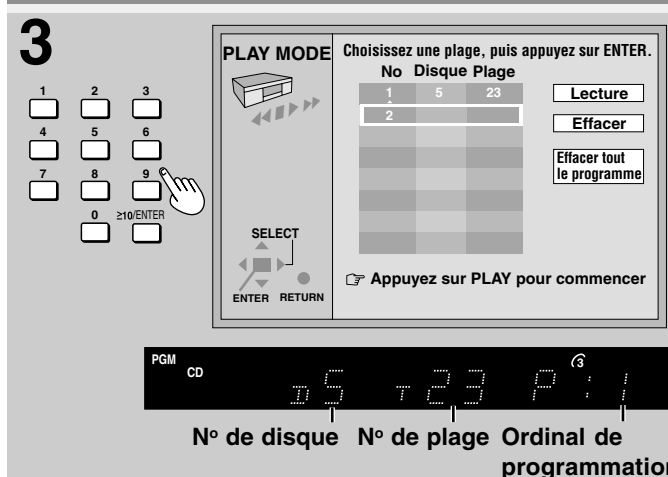 3
PLAY MODE
Choisissez une plage, puis appuyez sur ENTER.
No Disque Plage
1 5 23
2
Lecture
Effacer
Effacer tout
le programme
1 2 3
4 5 6
7 8 9
0 ≥10/ENTER
SELECT
ENTER RETURN
☞ Appuyez sur PLAY pour commencer
PGM
CD
3
D5 T23 P:1
Nº de disque Nº de plage Ordinal de
programmation